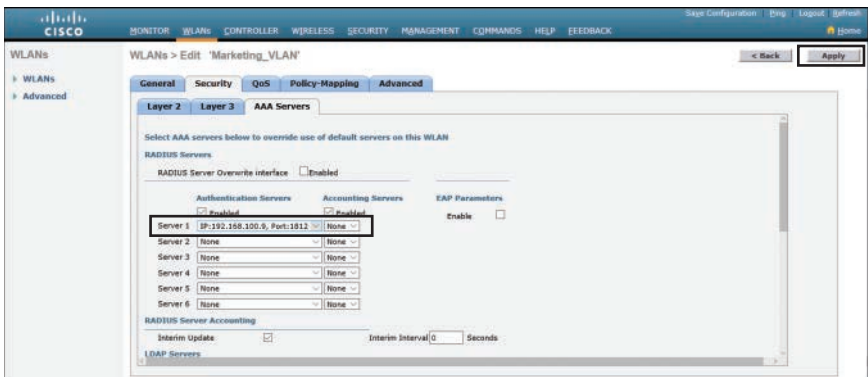 Save Configuration Ping Logout Refresh
CISCO MONITOR WLANs CONTROLLER WIRELESS SECURITY MANAGEMENT COMMANDS HELP FEEDBACK Home
WLANs WLANs > Edit 'Marketing_VLAN' < Back Apply
WLANs
Advanced
General Security QoS Policy-Mapping Advanced
Layer 2 Layer 3 AAA Servers
Select AAA servers below to override use of default servers on this WLAN
RADIUS Servers
RADIUS Server Overwrite interface Enabled
Authentication Servers Accounting Servers EAP Parameters
Enabled Enabled Enable
Server 1 IP:192.168.100.9, Port:1812 None
Server 2 None None
Server 3 None None
Server 4 None None
Server 5 None None
Server 6 None None
RADIUS Server Accounting
Interim Update Interim Interval 0 Seconds
LDAP Servers